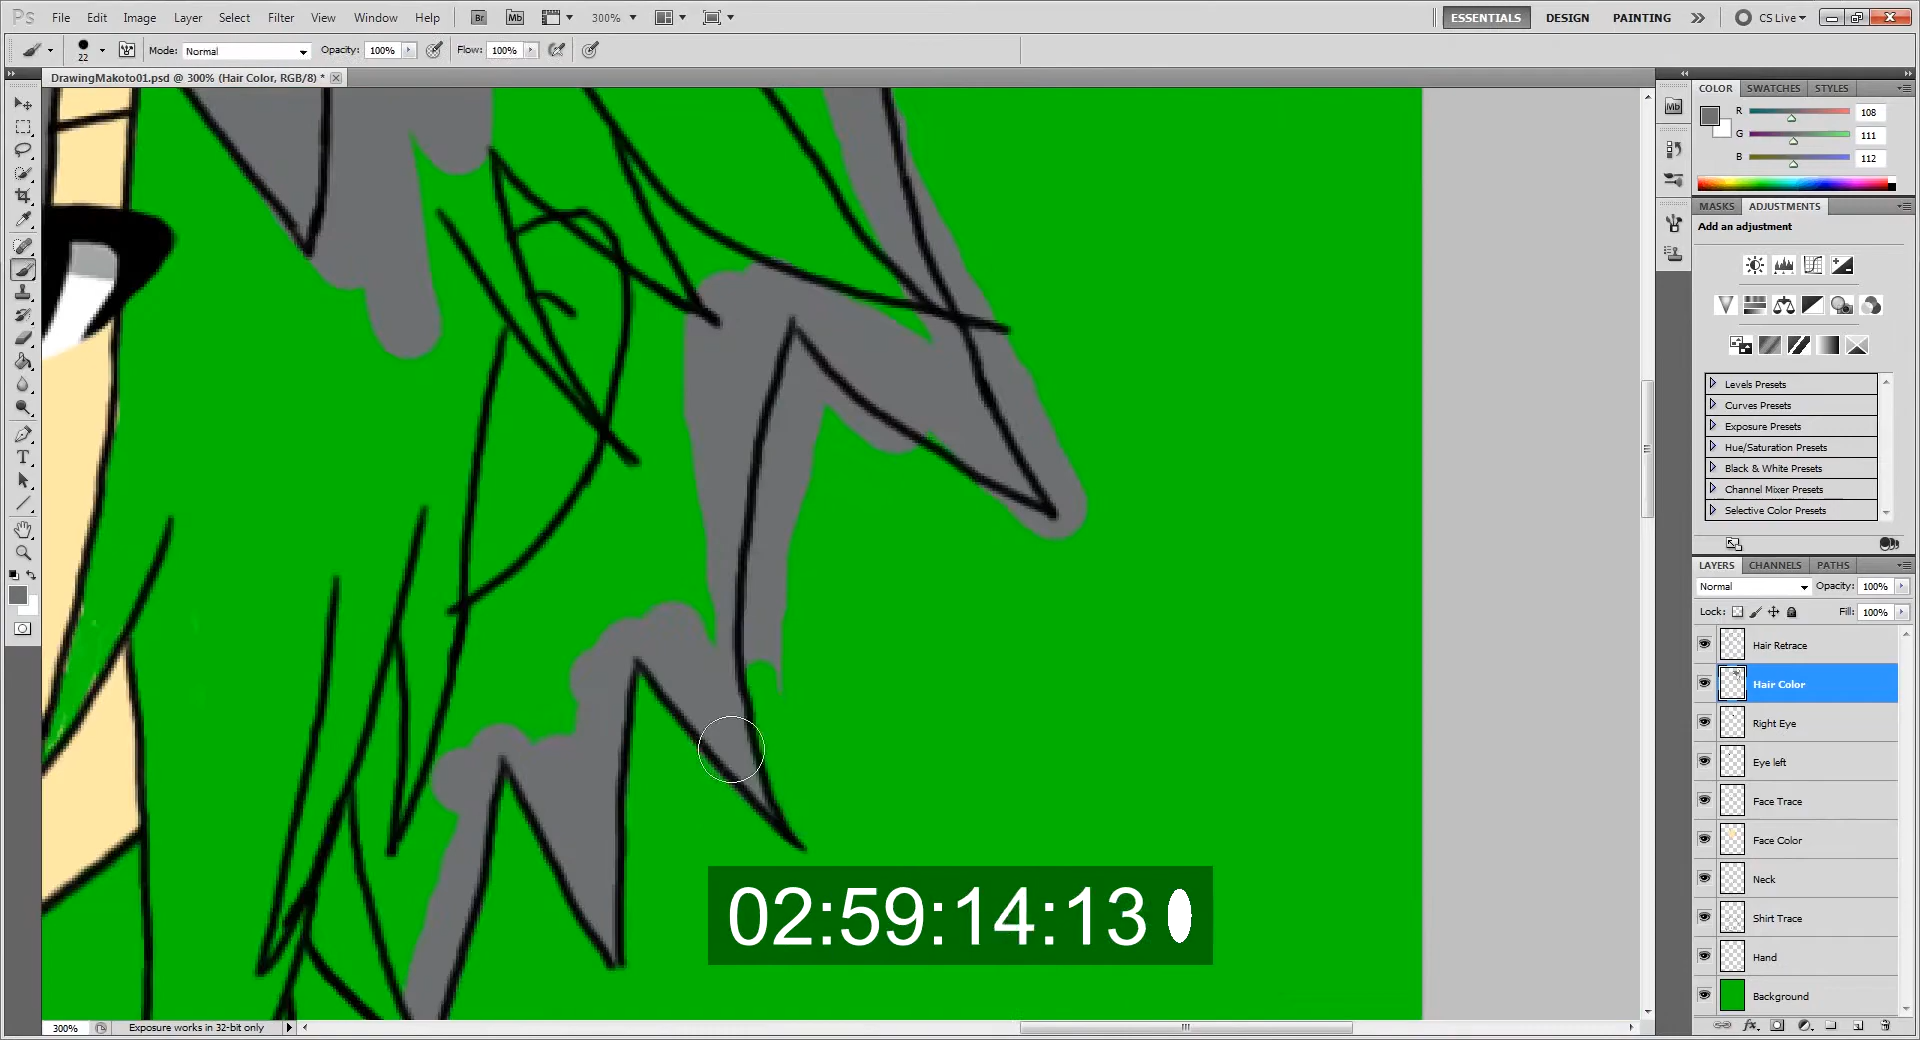 Ps File Edit Image Layer Select Filter View Window Help Br Mb 300% ESSENTIALS DESIGN PAINTING CS Live
22 Mode: Normal Opacity: 100% Flow: 100%
DrawingMakoto01.psd @ 300% (Hair Color, RGB/8) *
COLOR SWATCHES STYLES
Mb
R 108
G 111
B 112
MASKS ADJUSTMENTS
Add an adjustment
Levels Presets
Curves Presets
Exposure Presets
Hue/Saturation Presets
Black & White Presets
Channel Mixer Presets
Selective Color Presets
LAYERS CHANNELS PATHS
Normal Opacity: 100%
Lock: Fill: 100%
Hair Retrace
Hair Color
Right Eye
Eye left
Face Trace
Face Color
Neck
Shirt Trace
Hand
Background
02:59:14:13
300% Exposure works in 32-bit only